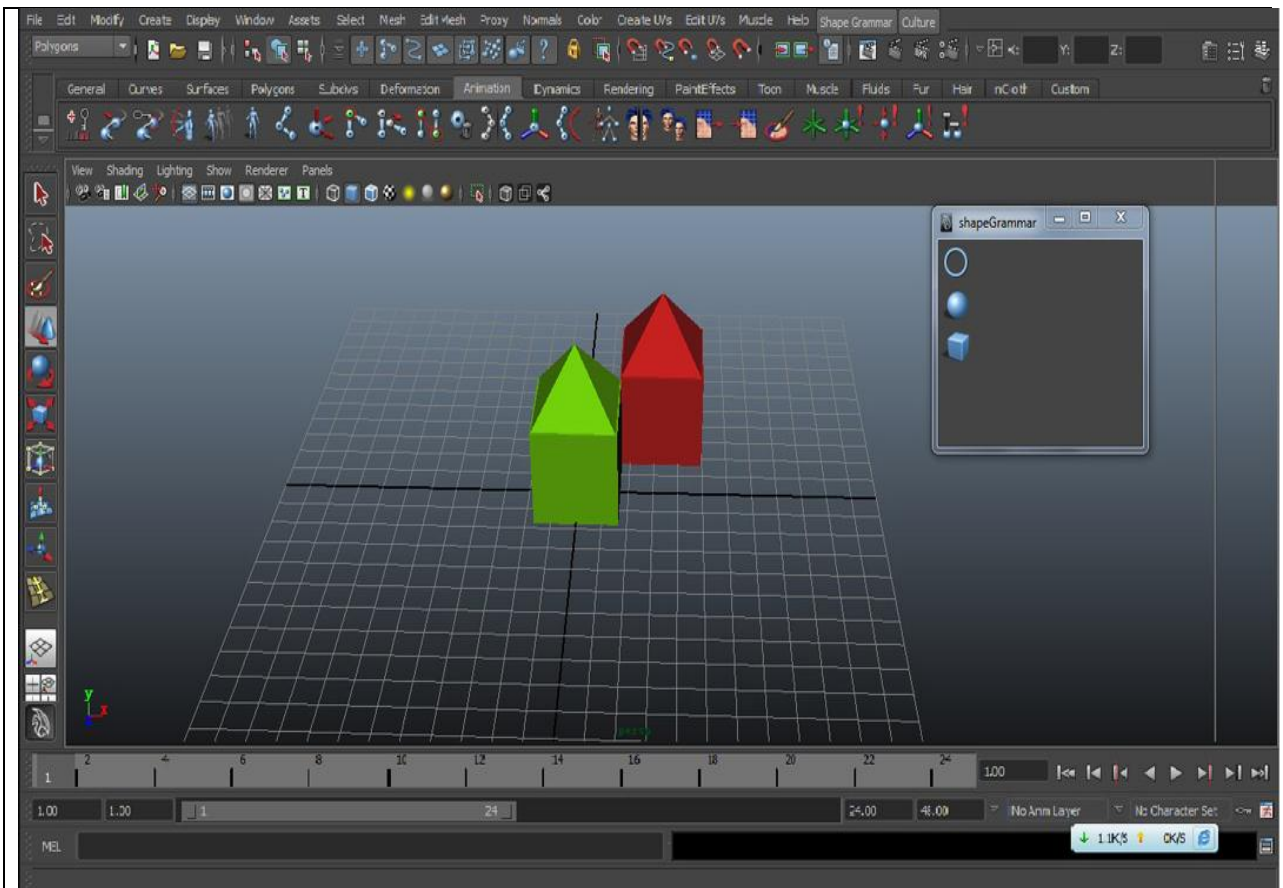 File Edit Modify Create Display Window Assets Select Mesh Edit Mesh Proxy Normals Color Create UVs Edit UVs Muscle Help Shape Grammar Culture
Polygons X: Y: Z:
General Curves Surfaces Polygons Subdivs Deformation Animation Dynamics Rendering PaintEffects Toon Muscle Fluids Fur Hair nCloth Custom
View Shading Lighting Show Renderer Panels
shapeGrammar
y
x
persp
2 4 6 8 10 12 14 16 18 20 22 24
1 1.00
1.00 1.00 1 24 24.00 48.00 No Anim Layer No Character Set
MEL
1.1K/S 0K/S